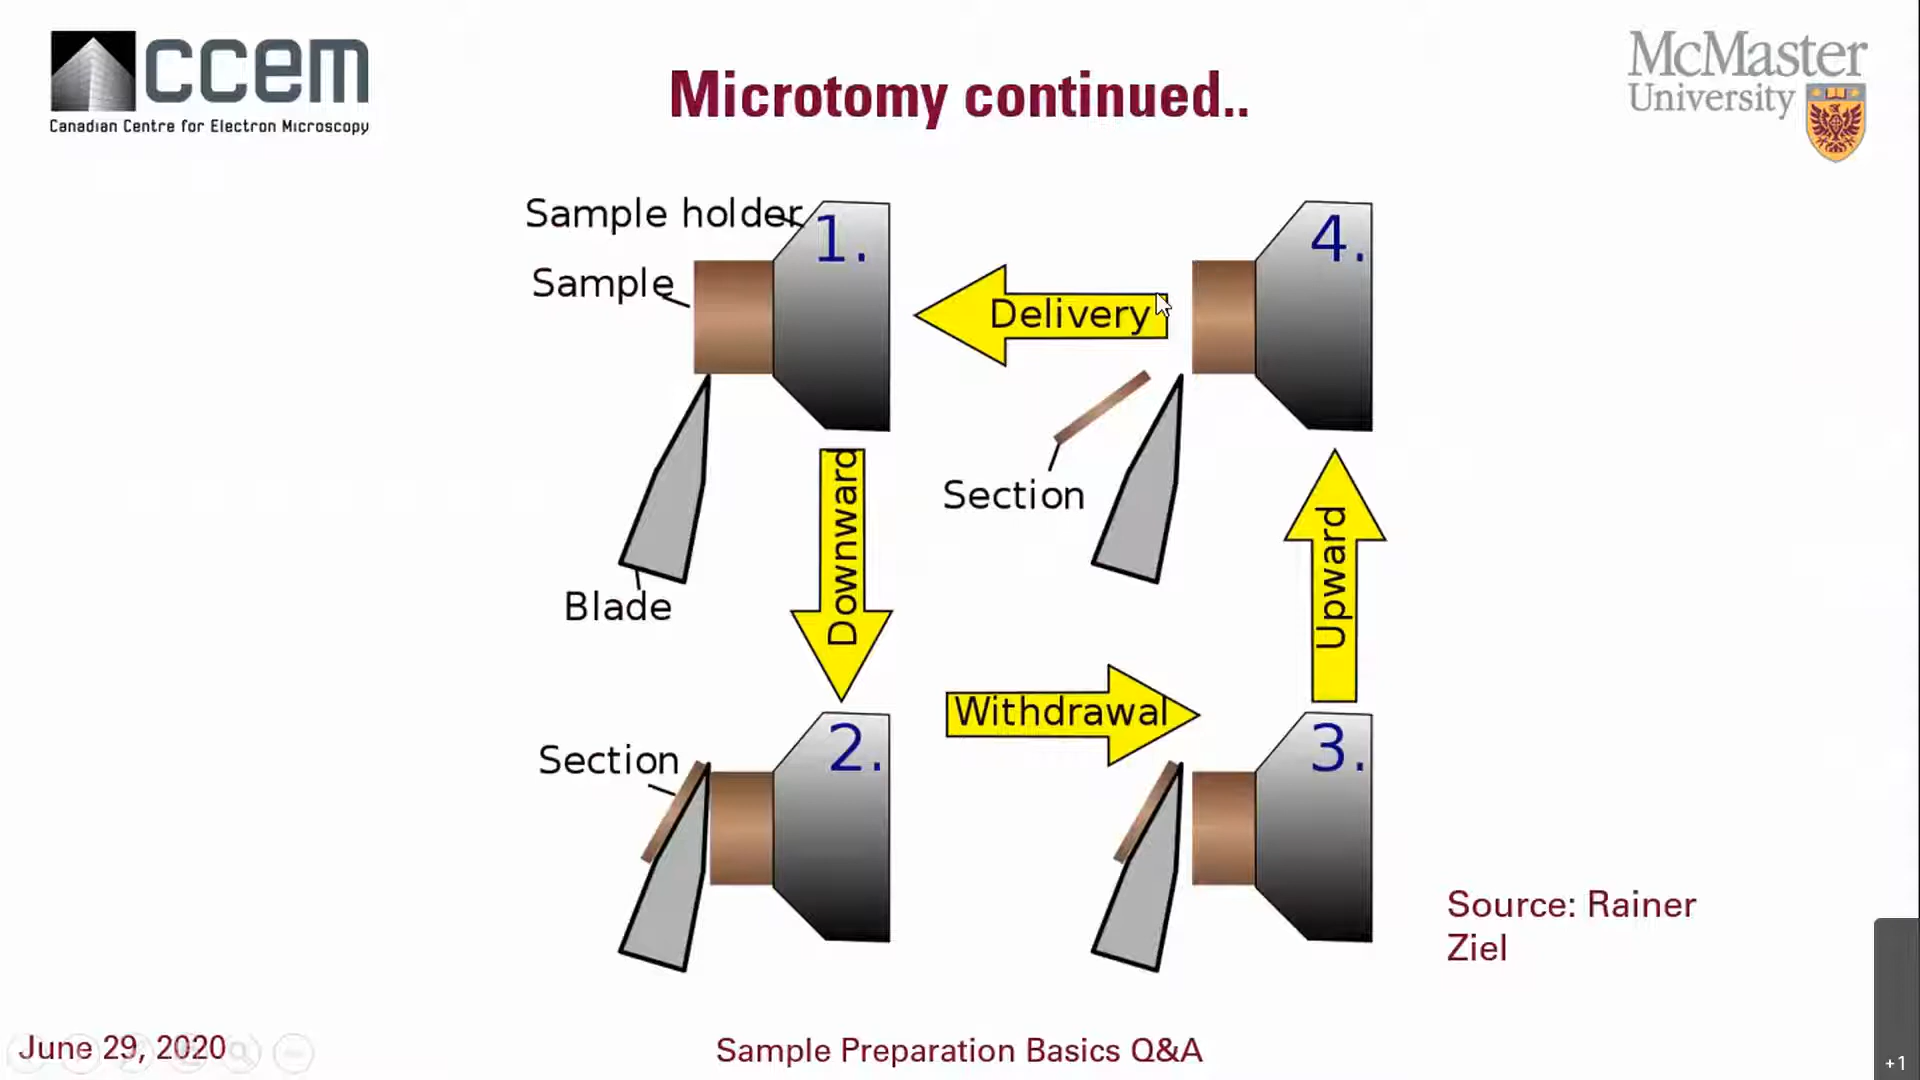 ccem
Canadian Centre for Electron Microscopy
Microtomy continued..
McMaster
University
Sample holder
1.
Sample
Blade
Downward
Delivery
4.
Section
Upward
Section
2.
Withdrawal
3.
Source: Rainer
Ziel
June 29, 2020
Sample Preparation Basics Q&A
+1